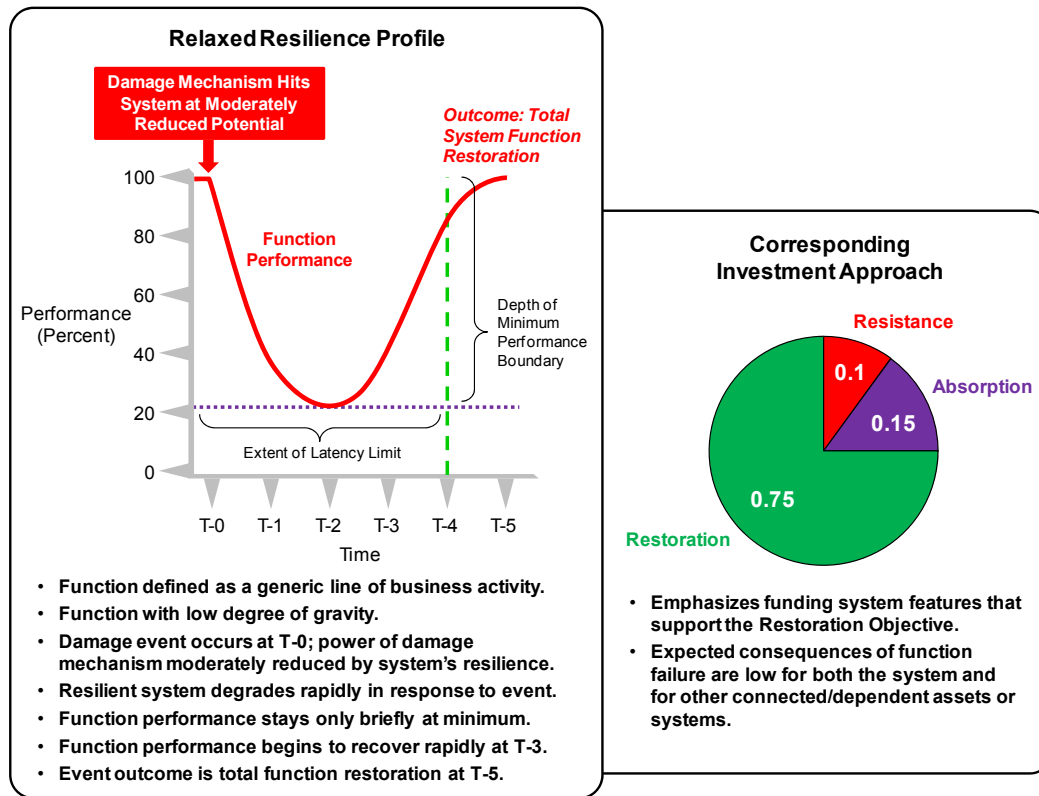 Relaxed Resilience Profile
Damage Mechanism Hits
System at Moderately
Reduced Potential
Outcome: Total
System Function
Restoration
100
80
60
40
20
0
Performance
(Percent)
Function
Performance
Depth of
Minimum
Performance
Boundary
Extent of Latency Limit
T-0
T-1
T-2
T-3
T-4
T-5
Time
• Function defined as a generic line of business activity.
• Function with low degree of gravity.
• Damage event occurs at T-0; power of damage
mechanism moderately reduced by system's resilience.
• Resilient system degrades rapidly in response to event.
• Function performance stays only briefly at minimum.
• Function performance begins to recover rapidly at T-3.
• Event outcome is total function restoration at T-5.
Corresponding
Investment Approach
Resistance
0.1
Absorption
0.15
0.75
Restoration
• Emphasizes funding system features that
support the Restoration Objective.
• Expected consequences of function
failure are low for both the system and
for other connected/dependent assets or
systems.